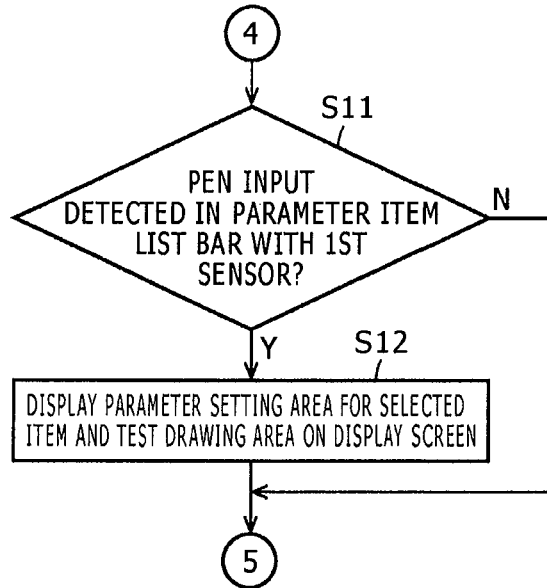 4
S11
PEN INPUT
DETECTED IN PARAMETER ITEM
LIST BAR WITH 1ST
SENSOR?
N
Y
S12
DISPLAY PARAMETER SETTING AREA FOR SELECTED
ITEM AND TEST DRAWING AREA ON DISPLAY SCREEN
5